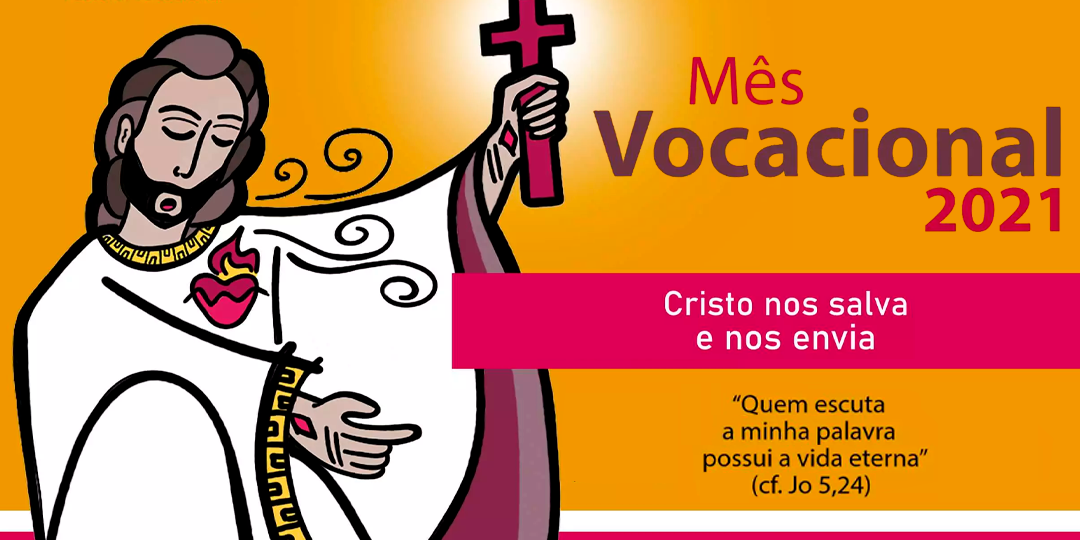 Mês
Vocacional
2021
Cristo nos salva
e nos envia
“Quem escuta
a minha palavra
possui a vida eterna”
(cf. Jo 5,24)